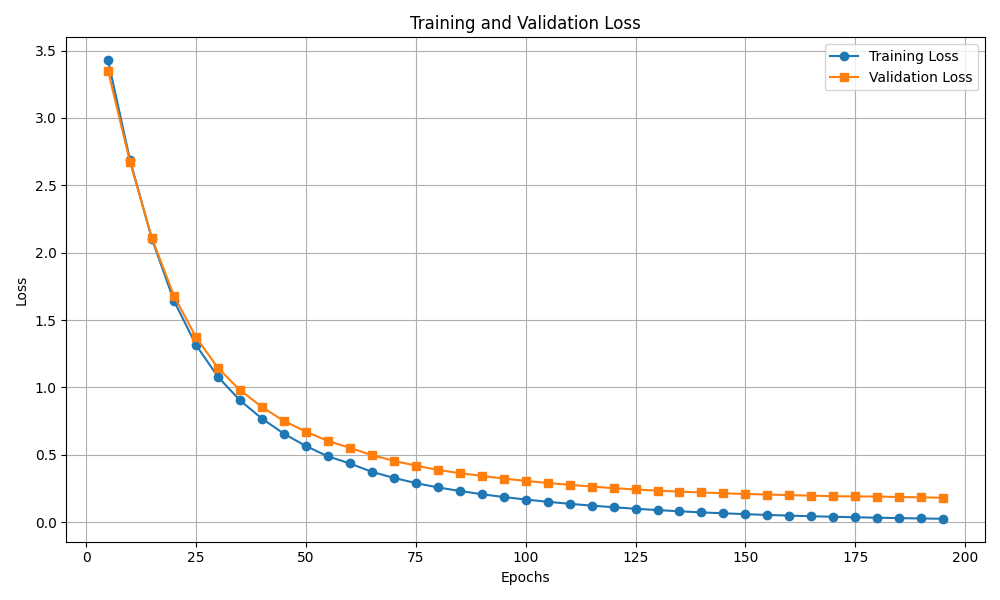 Training and Validation Loss
Training Loss
Validation Loss
3.5
3.0
2.5
2.0
1.5
1.0
0.5
0.0
Loss
0 25 50 75 100 125 150 175 200
Epochs